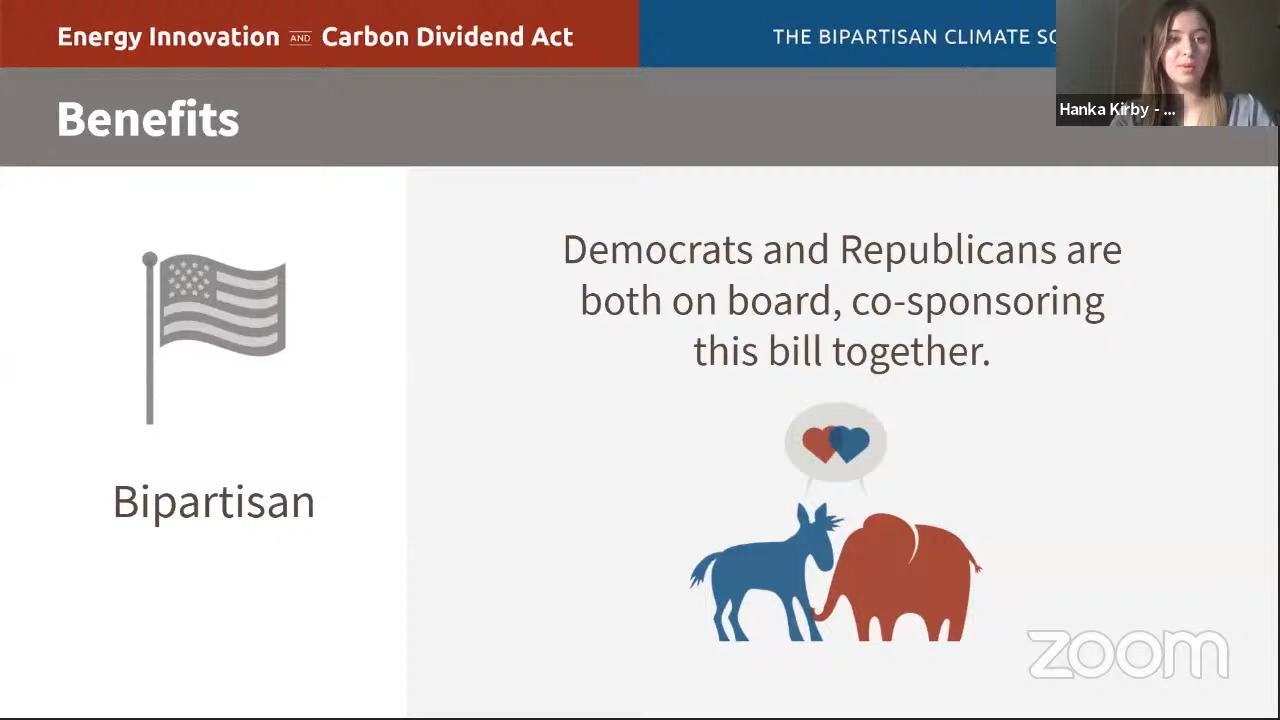 Energy Innovation AND Carbon Dividend Act
THE BIPARTISAN CLIMATE
Hanka Kirby - ...
Benefits
Democrats and Republicans are
both on board, co-sponsoring
this bill together.
Bipartisan
zoom